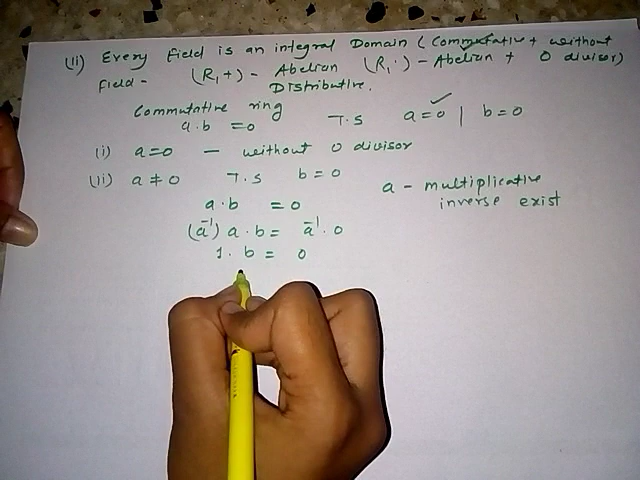 (ii) Every Field is an integral Domain (Commutative + without
Field - (R,+) - Abelian (R,·) - Abelian + 0 divisor)
Distributive.
Commutative ring
a.b = 0 T.S a=0 | b=0
(i) a=0 — without 0 divisor
(ii) a ≠ 0 T.S b=0 a - multiplicative
inverse exist
a.b = 0
(a⁻¹) a.b = a⁻¹.0
1.b = 0